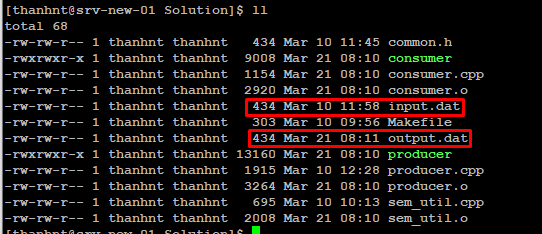 [thanhnt@srv-new-01 Solution]$ ll
total 68
-rw-rw-r-- 1 thanhnt thanhnt 434 Mar 10 11:45 common.h
-rwxrwxr-x 1 thanhnt thanhnt 9008 Mar 21 08:10 consumer
-rw-rw-r-- 1 thanhnt thanhnt 1154 Mar 21 08:10 consumer.cpp
-rw-rw-r-- 1 thanhnt thanhnt 2920 Mar 21 08:10 consumer.o
-rw-rw-r-- 1 thanhnt thanhnt 434 Mar 10 11:58 input.dat
-rw-rw-r-- 1 thanhnt thanhnt 303 Mar 10 09:56 Makefile
-rw-rw-r-- 1 thanhnt thanhnt 434 Mar 21 08:11 output.dat
-rwxrwxr-x 1 thanhnt thanhnt 13160 Mar 21 08:10 producer
-rw-rw-r-- 1 thanhnt thanhnt 1915 Mar 10 12:28 producer.cpp
-rw-rw-r-- 1 thanhnt thanhnt 3264 Mar 21 08:10 producer.o
-rw-rw-r-- 1 thanhnt thanhnt 695 Mar 10 10:13 sem_util.cpp
-rw-rw-r-- 1 thanhnt thanhnt 2008 Mar 21 08:10 sem_util.o
[thanhnt@srv-new-01 Solution]$